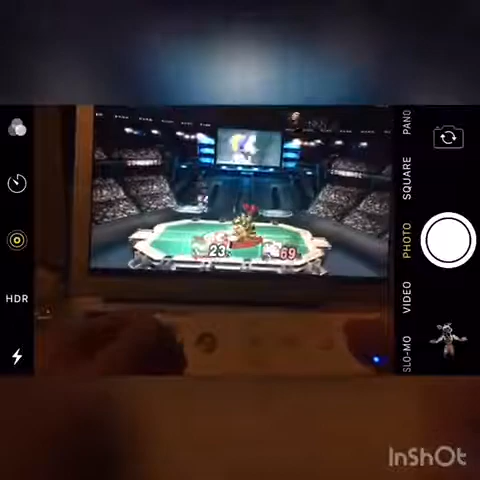 PANO
SQUARE
PHOTO
VIDEO
SLO-MO
HDR
23
69
InShOt